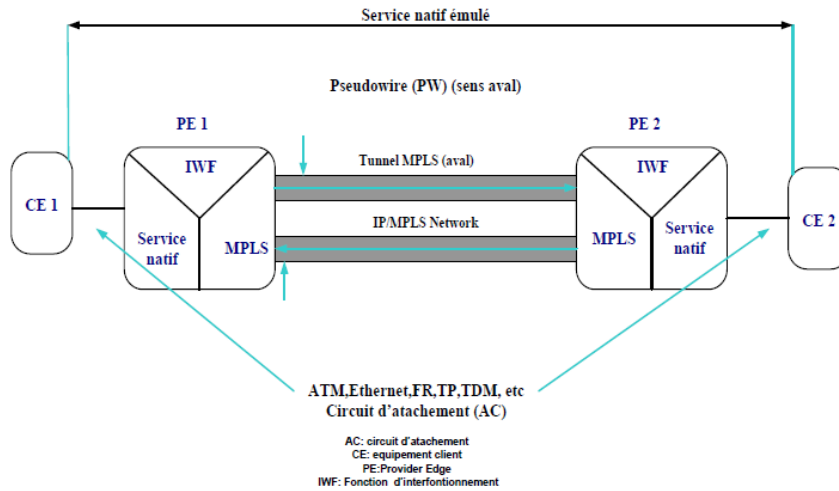 Service natif émulé
Pseudowire (PW) (sens aval)
PE 1
PE 2
Tunnel MPLS (aval)
IWF
IWF
CE 1
IP/MPLS Network
CE 2
Service
natif
MPLS
MPLS
Service
natif
ATM,Ethernet,FR,TP,TDM, etc
Circuit d'atachement (AC)
AC: circuit d'atachement
CE: equipement client
PE:Provider Edge
IWF: Fonction d'interfontionnement